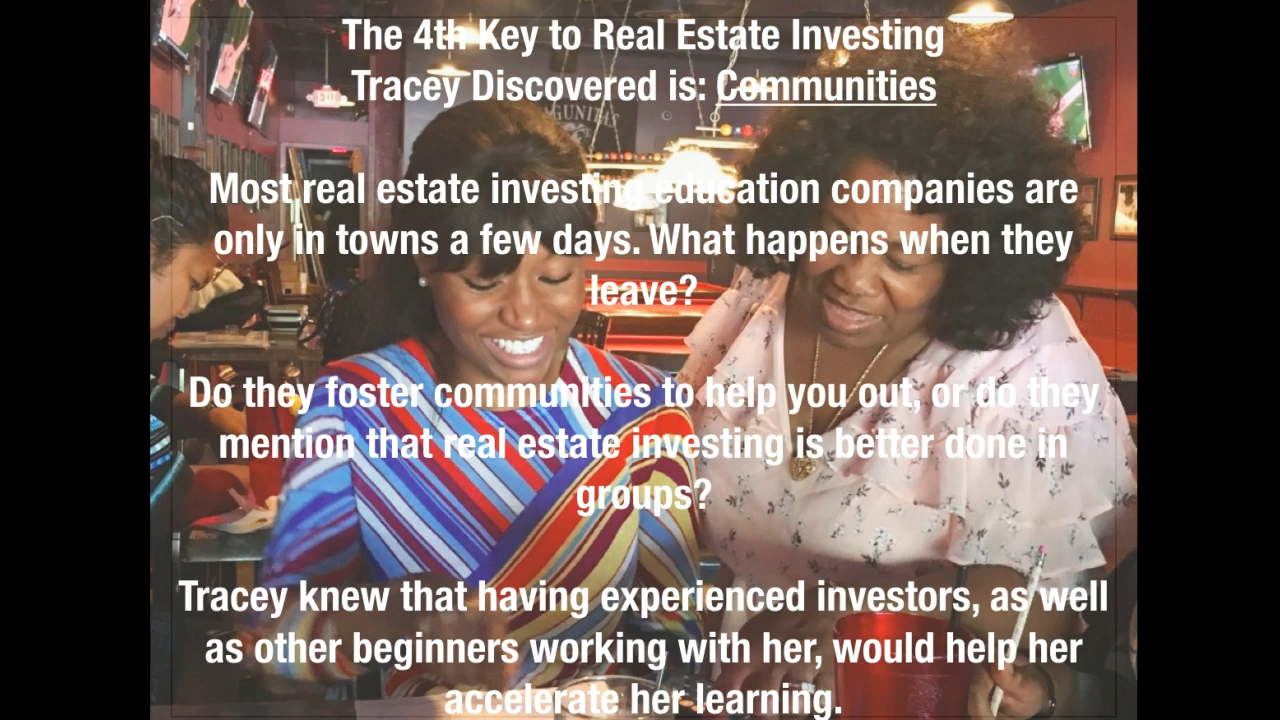 The 4th Key to Real Estate Investing
Tracey Discovered is: Communities
Most real estate investing education companies are
only in towns a few days. What happens when they
leave?
Do they foster communities to help you out, or do they
mention that real estate investing is better done in
groups?
Tracey knew that having experienced investors, as well
as other beginners working with her, would help her
accelerate her learning.